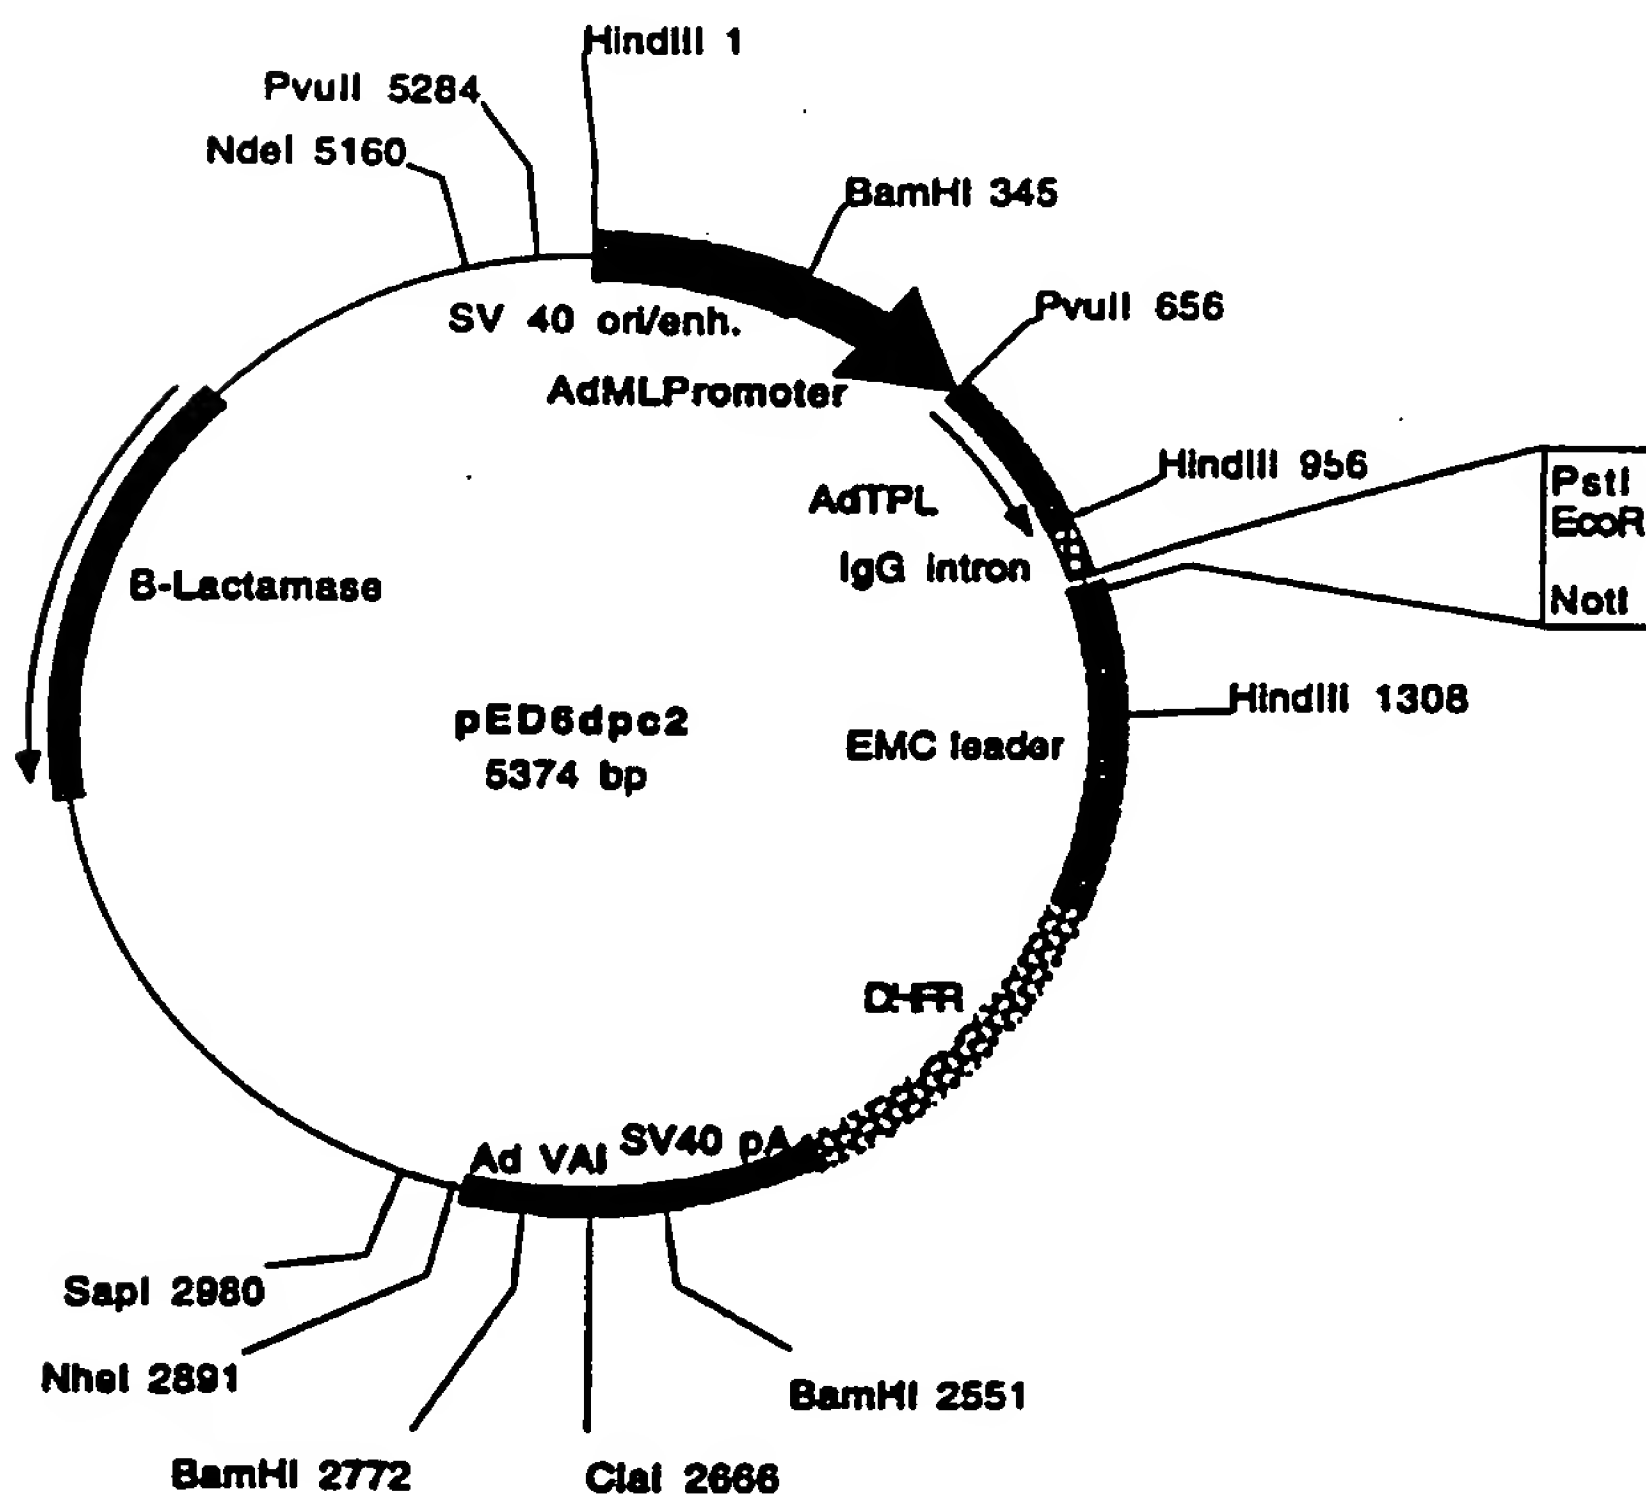 HindIII 1
PvuII 5284
NdeI 5160
BamHI 345
PvuII 656
SV 40 ori/enh.
AdMLPromoter
HindIII 956
PstI
EcoR
NotI
AdTPL
IgG intron
B-Lactamase
HindIII 1308
pED6dpc2
5374 bp
EMC leader
DHFR
SV40 pA
Ad VAI
SapI 2980
NheI 2891
BamHI 2551
BamHI 2772
ClaI 2666